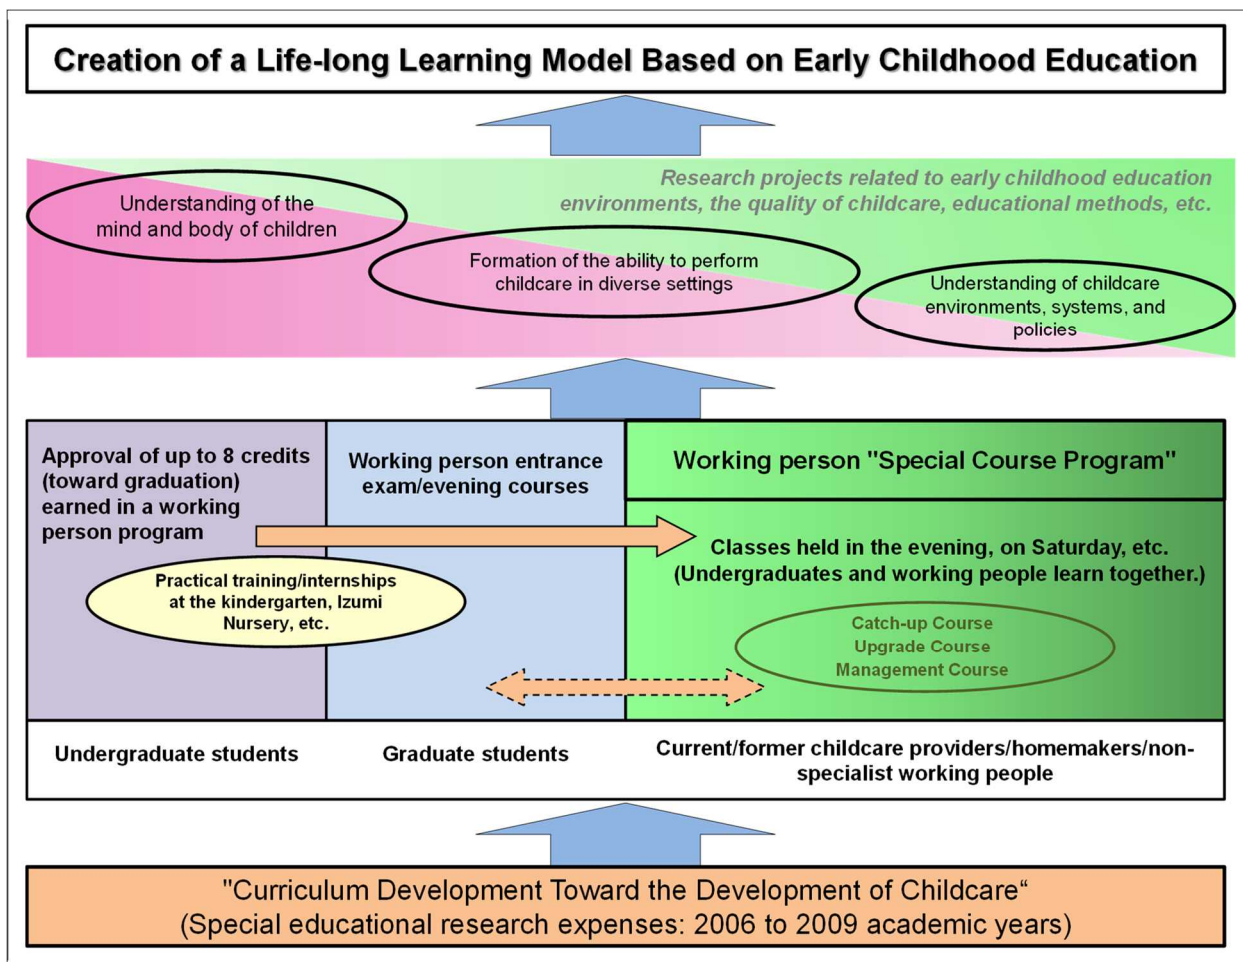 Creation of a Life-long Learning Model Based on Early Childhood Education
Research projects related to early childhood education
environments, the quality of childcare, educational methods, etc.
Understanding of the
mind and body of children
Formation of the ability to perform
childcare in diverse settings
Understanding of childcare
environments, systems, and
policies
Approval of up to 8 credits
(toward graduation)
earned in a working
person program
Working person entrance
exam/evening courses
Working person "Special Course Program"
Classes held in the evening, on Saturday, etc.
(Undergraduates and working people learn together.)
Practical training/internships
at the kindergarten, Izumi
Nursery, etc.
Catch-up Course
Upgrade Course
Management Course
Undergraduate students
Graduate students
Current/former childcare providers/homemakers/non-
specialist working people
"Curriculum Development Toward the Development of Childcare“
(Special educational research expenses: 2006 to 2009 academic years)